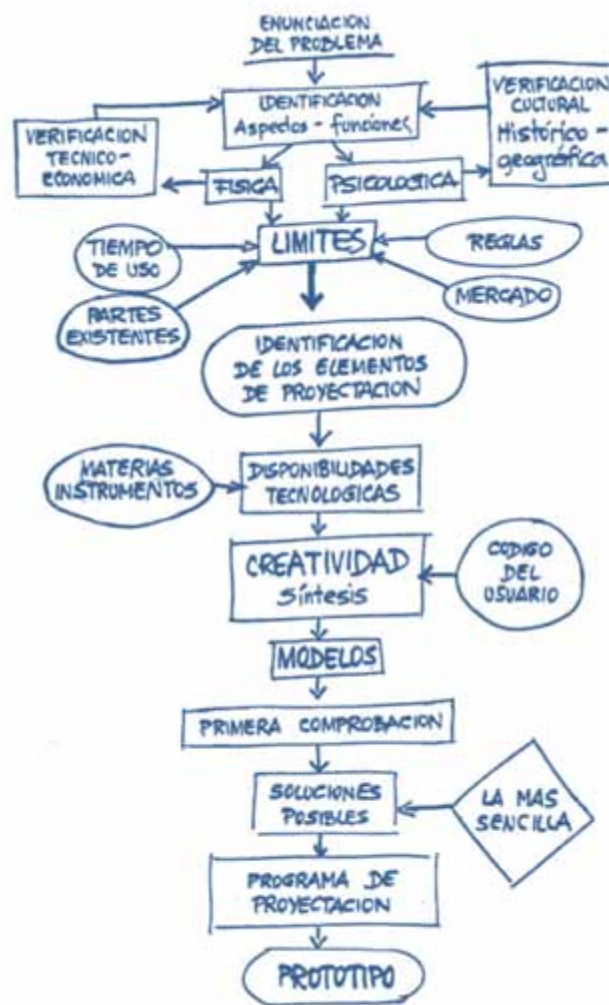 ENUNCIACION
DEL PROBLEMA
IDENTIFICACION
Aspectos - funciones
VERIFICACION
CULTURAL
Histórico -
geográfica
VERIFICACION
TECNICO -
ECONOMICA
FISICA
PSICOLOGICA
LIMITES
TIEMPO
DE USO
REGLAS
PARTES
EXISTENTES
MERCADO
IDENTIFICACION
DE LOS ELEMENTOS
DE PROYECTACION
MATERIAS
INSTRUMENTOS
DISPONIBILIDADES
TECNOLOGICAS
CREATIVIDAD
Síntesis
CODIGO
DEL
USUARIO
MODELOS
PRIMERA COMPROBACION
SOLUCIONES
POSIBLES
LA MAS
SENCILLA
PROGRAMA DE
PROYECTACION
PROTOTIPO